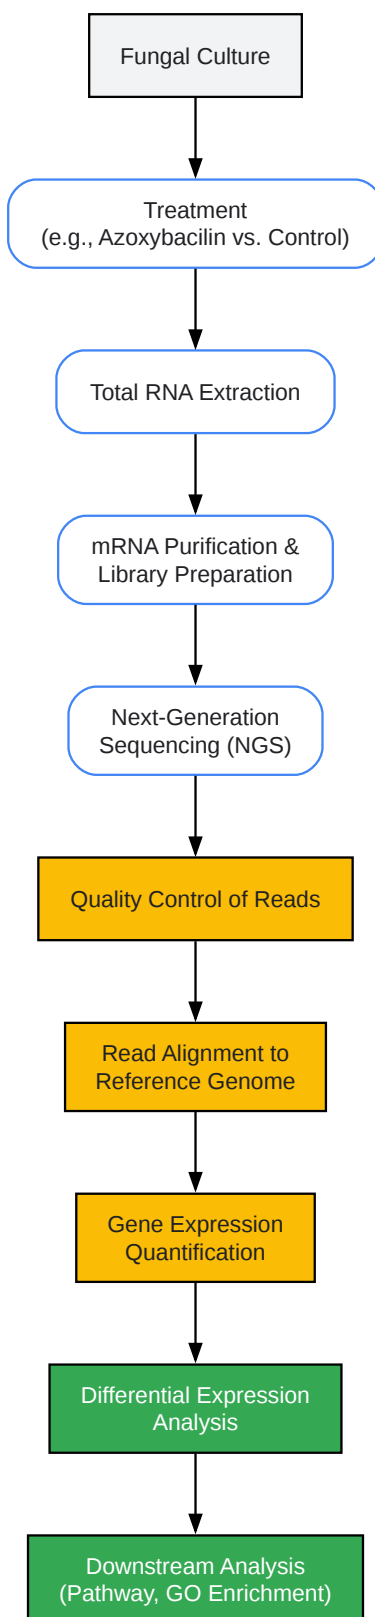 Fungal Culture
Treatment
(e.g., Azoxybacilin vs. Control)
Total RNA Extraction
mRNA Purification &
Library Preparation
Next-Generation
Sequencing (NGS)
Quality Control of Reads
Read Alignment to
Reference Genome
Gene Expression
Quantification
Differential Expression
Analysis
Downstream Analysis
(Pathway, GO Enrichment)